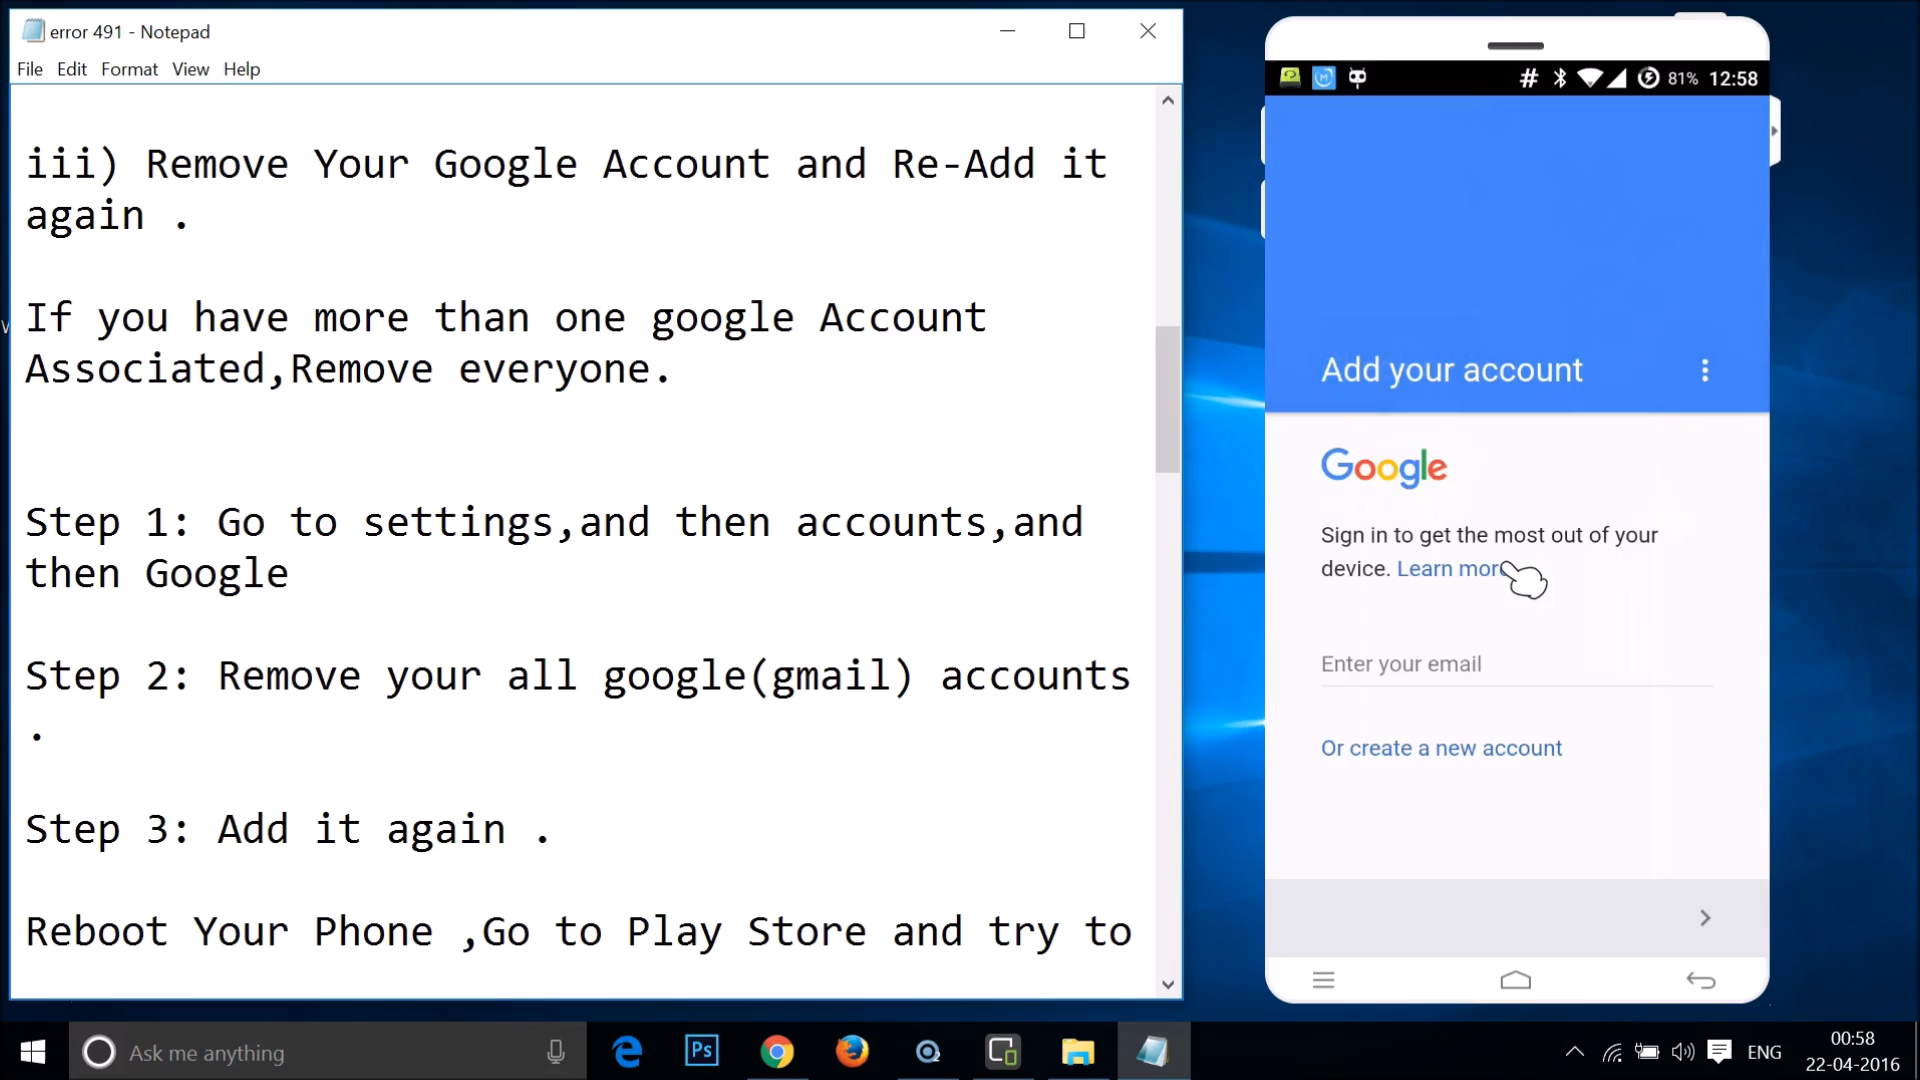 error 491 - Notepad
File Edit Format View Help
iii) Remove Your Google Account and Re-Add it
again .
If you have more than one google Account
Associated,Remove everyone.
Step 1: Go to settings,and then accounts,and
then Google
Step 2: Remove your all google(gmail) accounts
.
Step 3: Add it again .
Reboot Your Phone ,Go to Play Store and try to
81% 12:58
Add your account
Google
Sign in to get the most out of your
device. Learn more
Enter your email
Or create a new account
Ask me anything
Ps
ENG
00:58
22-04-2016